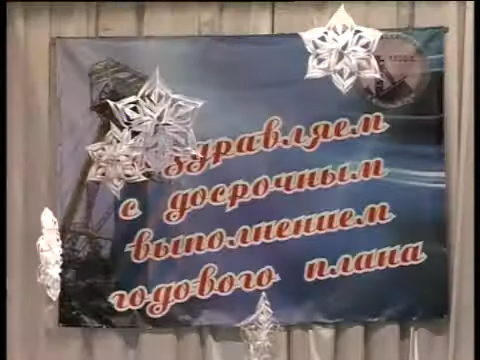 здравляем
с досрочным
выполнением
годового плана